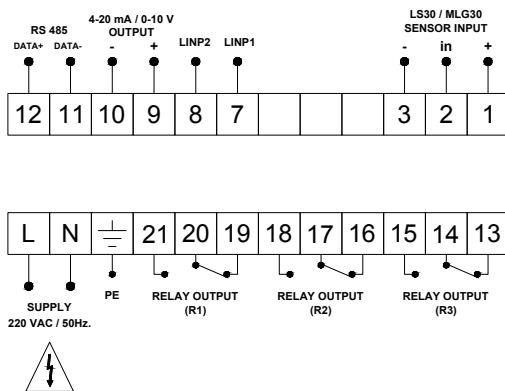 RS 485
DATA+ DATA-
4-20 mA / 0-10 V
OUTPUT
- +
LINP2 LINP1
LS30 / MLG30
SENSOR INPUT
- in +
12 11 10 9 8 7 3 2 1
L N 21 20 19 18 17 16 15 14 13
SUPPLY
220 VAC / 50Hz.
PE
RELAY OUTPUT
(R1)
RELAY OUTPUT
(R2)
RELAY OUTPUT
(R3)